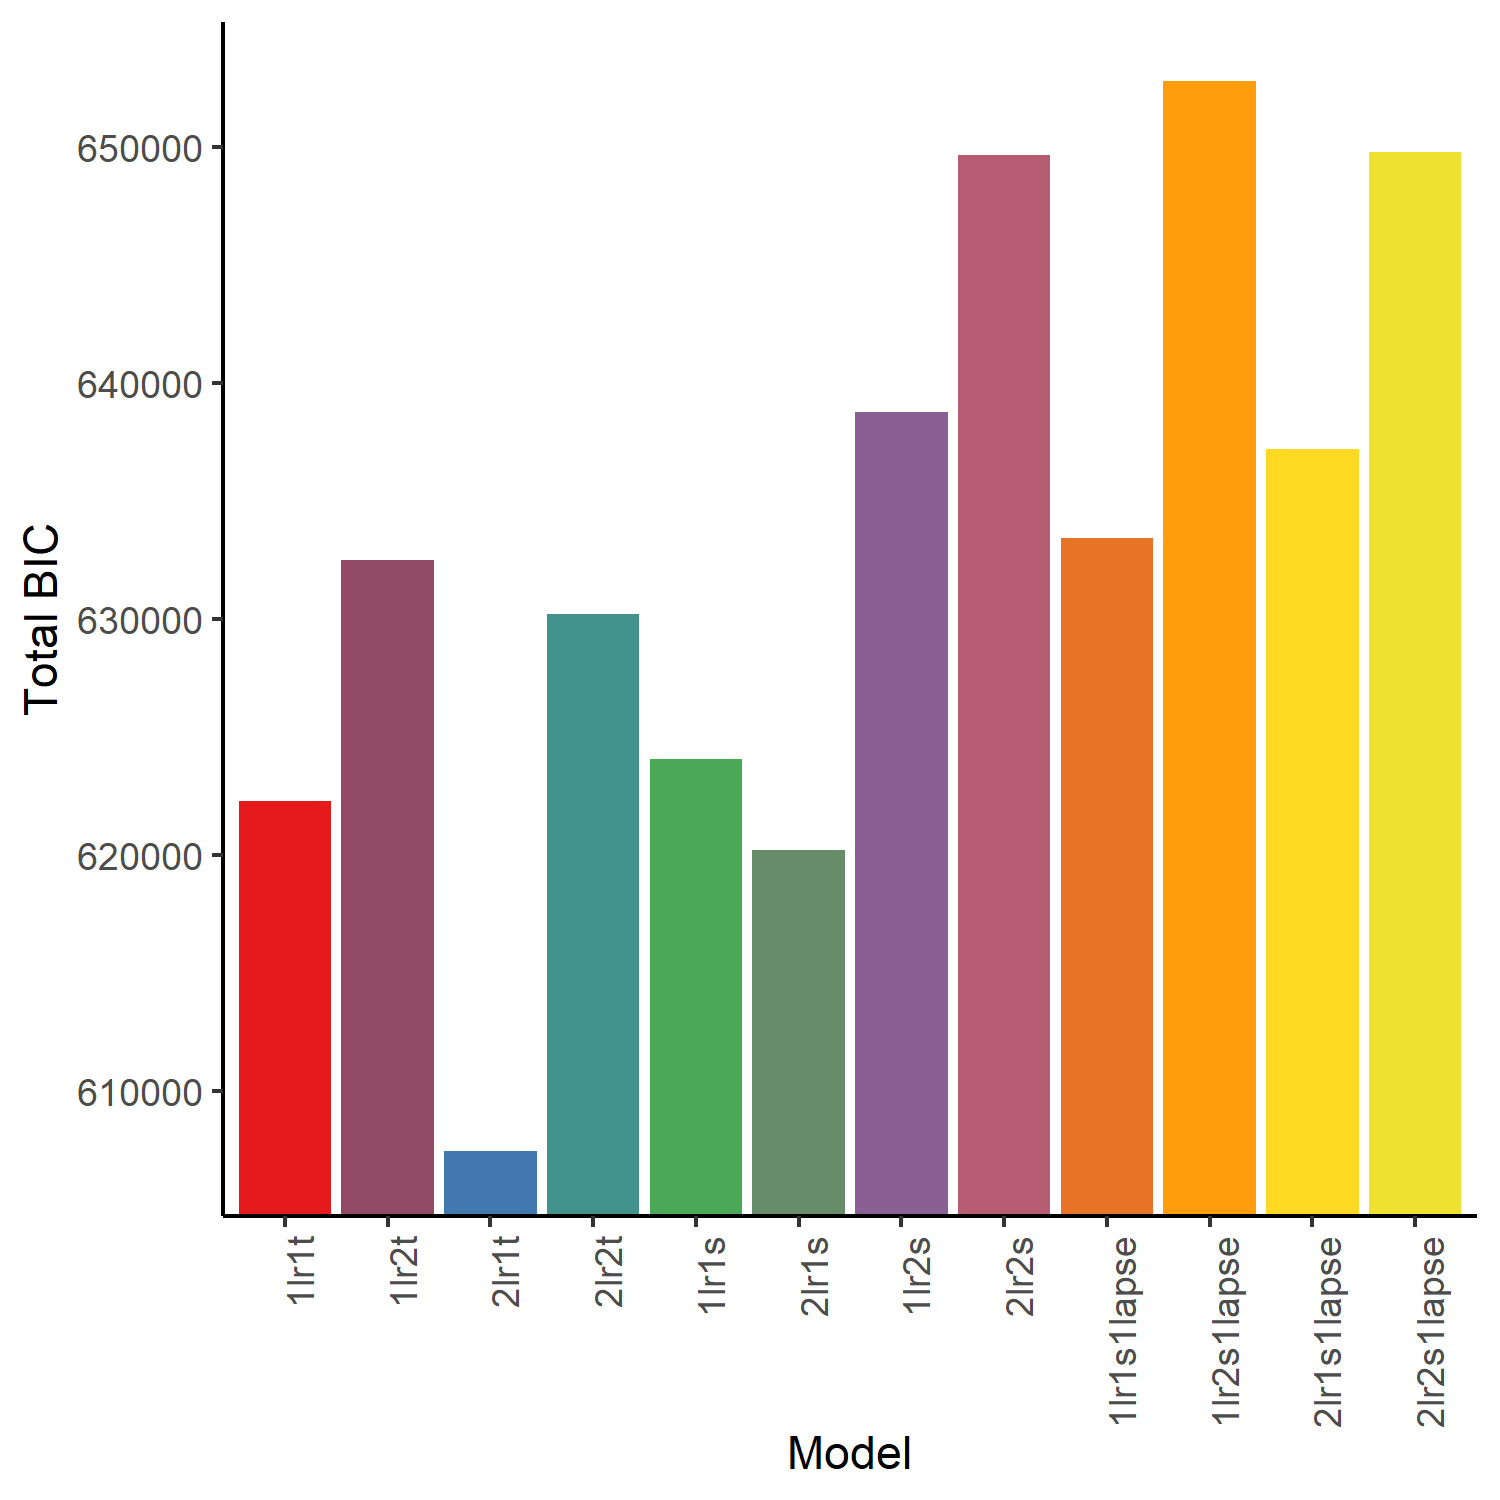 Total BIC
650000
640000
630000
620000
610000
1lr1t
1lr2t
2lr1t
2lr2t
1lr1s
2lr1s
1lr2s
2lr2s
1lr1s1lapse
1lr2s1lapse
2lr1s1lapse
2lr2s1lapse
Model